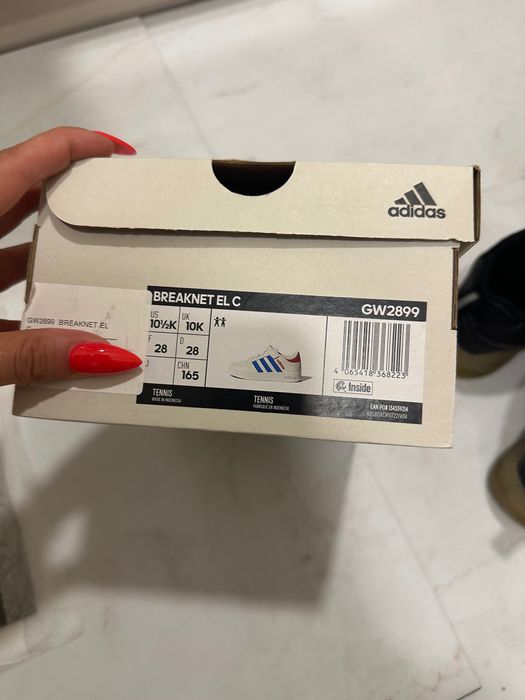 adidas
BREAKNET EL C
GW2899
GW2899 BREAKNET EL
US
10½K
UK
10K
F
28
D
28
J
CHN
165
4 065418 368223
Inside
TENNIS
MADE IN INDONESIA
TENNIS
FABRIQUÉ EN INDONÉSIE